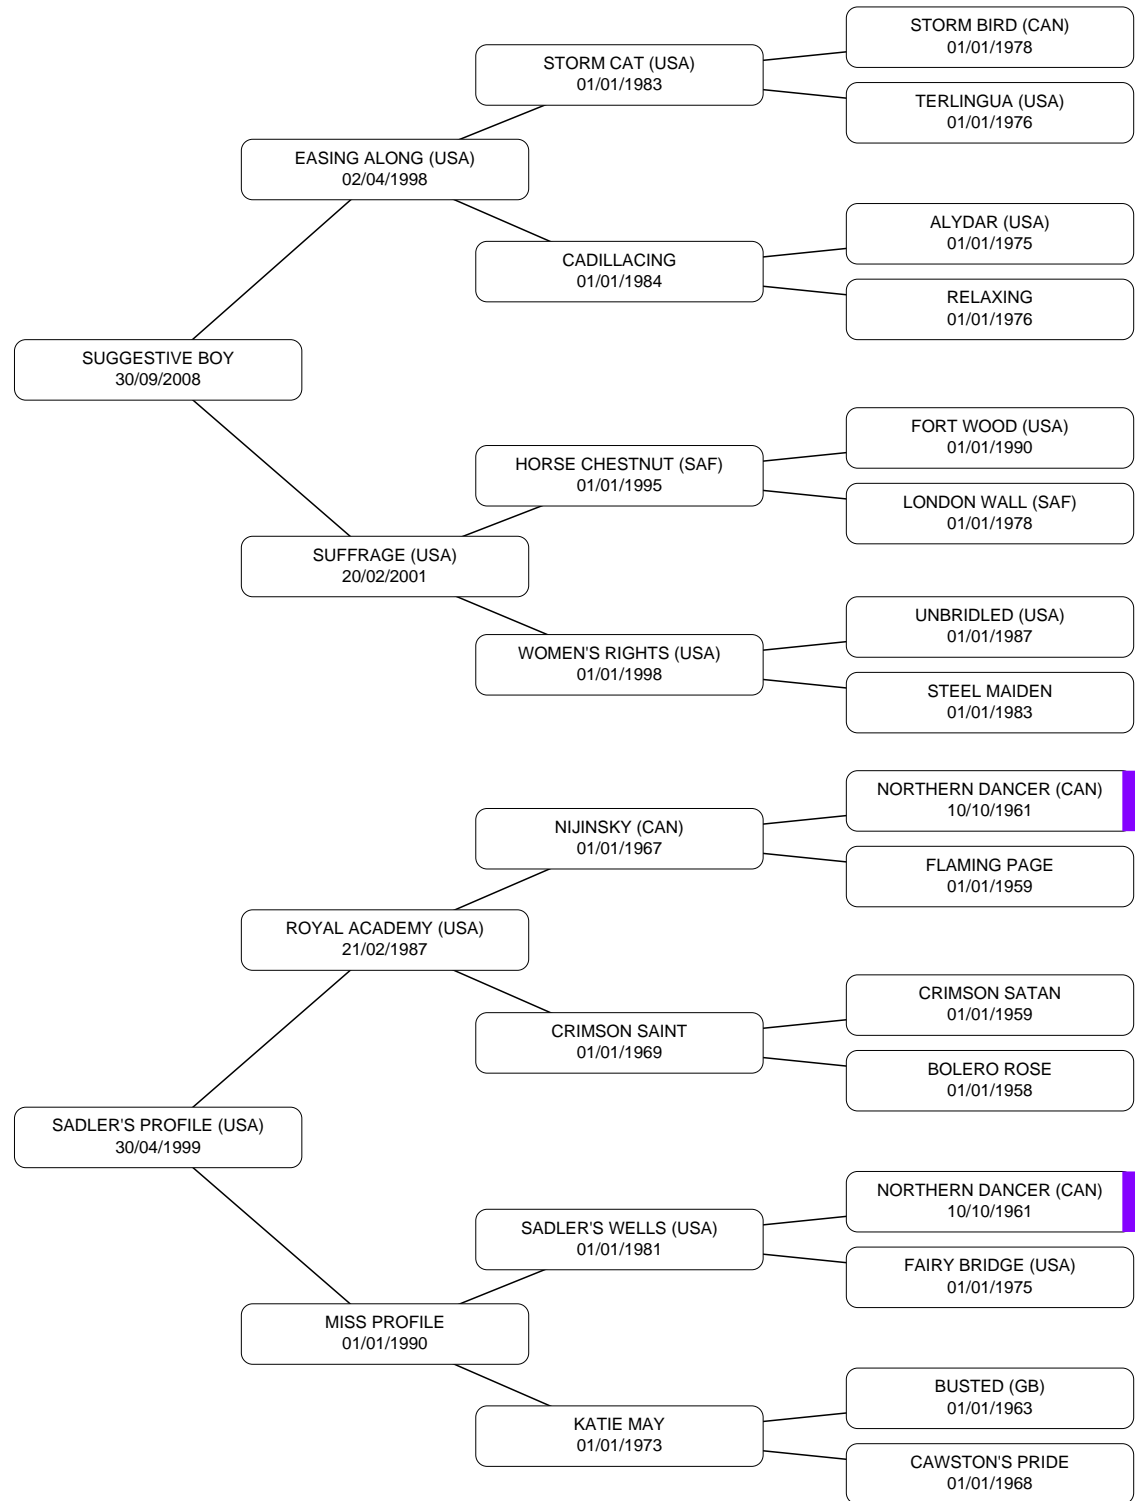 STORM BIRD (CAN)
01/01/1978
STORM CAT (USA)
01/01/1983
TERLINGUA (USA)
01/01/1976
EASING ALONG (USA)
02/04/1998
ALYDAR (USA)
01/01/1975
CADILLACING
01/01/1984
RELAXING
01/01/1976
SUGGESTIVE BOY
30/09/2008
FORT WOOD (USA)
01/01/1990
HORSE CHESTNUT (SAF)
01/01/1995
LONDON WALL (SAF)
01/01/1978
SUFFRAGE (USA)
20/02/2001
UNBRIDLED (USA)
01/01/1987
WOMEN'S RIGHTS (USA)
01/01/1998
STEEL MAIDEN
01/01/1983
NORTHERN DANCER (CAN)
10/10/1961
NIJINSKY (CAN)
01/01/1967
FLAMING PAGE
01/01/1959
ROYAL ACADEMY (USA)
21/02/1987
CRIMSON SATAN
01/01/1959
CRIMSON SAINT
01/01/1969
BOLERO ROSE
01/01/1958
SADLER'S PROFILE (USA)
30/04/1999
NORTHERN DANCER (CAN)
10/10/1961
SADLER'S WELLS (USA)
01/01/1981
FAIRY BRIDGE (USA)
01/01/1975
MISS PROFILE
01/01/1990
BUSTED (GB)
01/01/1963
KATIE MAY
01/01/1973
CAWSTON'S PRIDE
01/01/1968